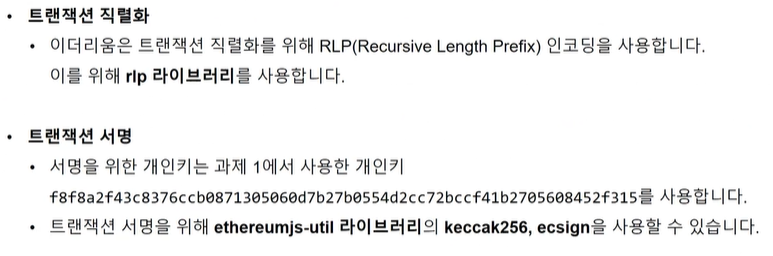 • 트랜잭션 직렬화
• 이더리움은 트랜잭션 직렬화를 위해 RLP(Recursive Length Prefix) 인코딩을 사용합니다.
이를 위해 rlp 라이브러리를 사용합니다.
• 트랜잭션 서명
• 서명을 위한 개인키는 과제 1에서 사용한 개인키
f8f8a2f43c8376ccb0871305060d7b27b0554d2cc72bccf41b2705608452f315를 사용합니다.
• 트랜잭션 서명을 위해 ethereumjs-util 라이브러리의 keccak256, ecsign을 사용할 수 있습니다.